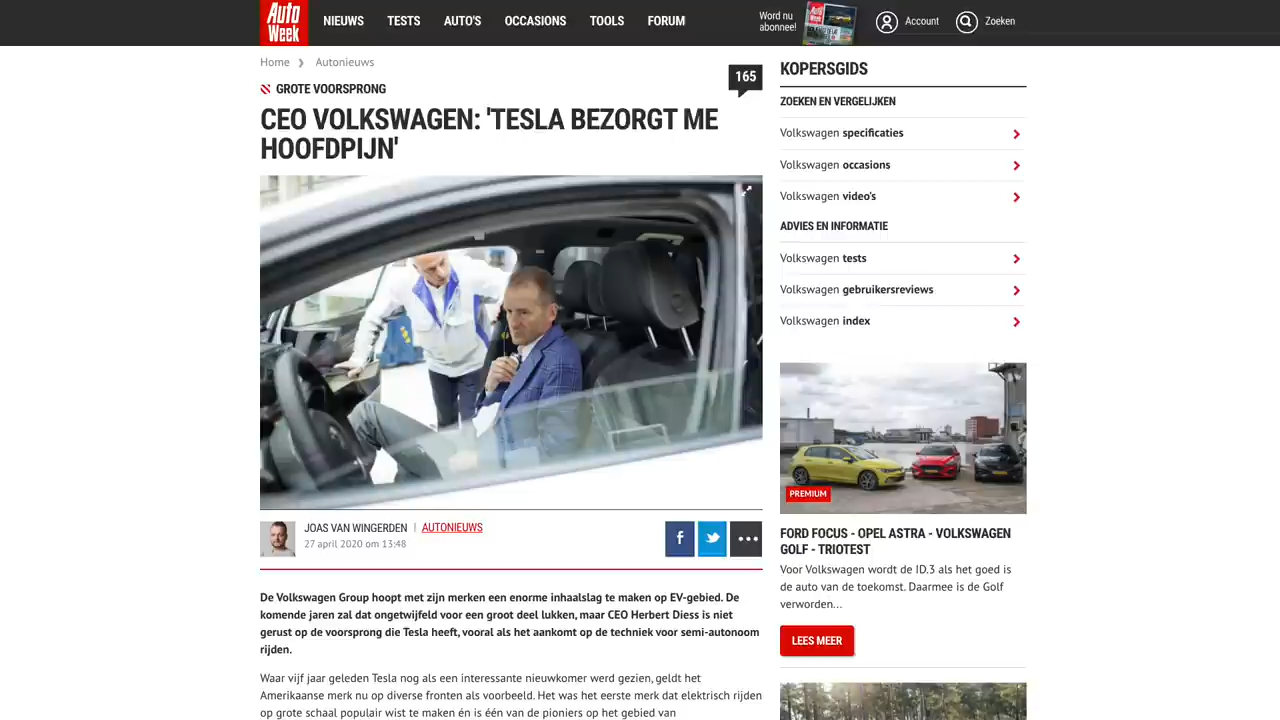 Auto
Week
NIEUWS
TESTS
AUTO'S
OCCASIONS
TOOLS
FORUM
Word nu
abonnee!
Account
Zoeken
Home
Autonieuws
165
GROTE VOORSPRONG
CEO VOLKSWAGEN: 'TESLA BEZORGT ME
HOOFDPIJN'
JOAS VAN WINGERDEN
AUTONIEUWS
27 april 2020 om 13:48
De Volkswagen Group hoopt met zijn merken een enorme inhaalslag te maken op EV-gebied. De
komende jaren zal dat ongetwijfeld voor een groot deel lukken, maar CEO Herbert Diess is niet
gerust op de voorsprong die Tesla heeft, vooral als het aankomt op de techniek voor semi-autonoom
rijden.
Waar vijf jaar geleden Tesla nog als een interessante nieuwkomer werd gezien, geldt het
Amerikaanse merk nu op diverse fronten als voorbeeld. Het was het eerste merk dat elektrisch rijden
op grote schaal populair wist te maken én is één van de pioniers op het gebied van
KOPERSGIDS
ZOEKEN EN VERGELIJKEN
Volkswagen specificaties
Volkswagen occasions
Volkswagen video's
ADVIES EN INFORMATIE
Volkswagen tests
Volkswagen gebruikersreviews
Volkswagen index
PREMIUM
FORD FOCUS - OPEL ASTRA - VOLKSWAGEN
GOLF - TRIOTEST
Voor Volkswagen wordt de ID.3 als het goed is
de auto van de toekomst. Daarmee is de Golf
verworden...
LEES MEER